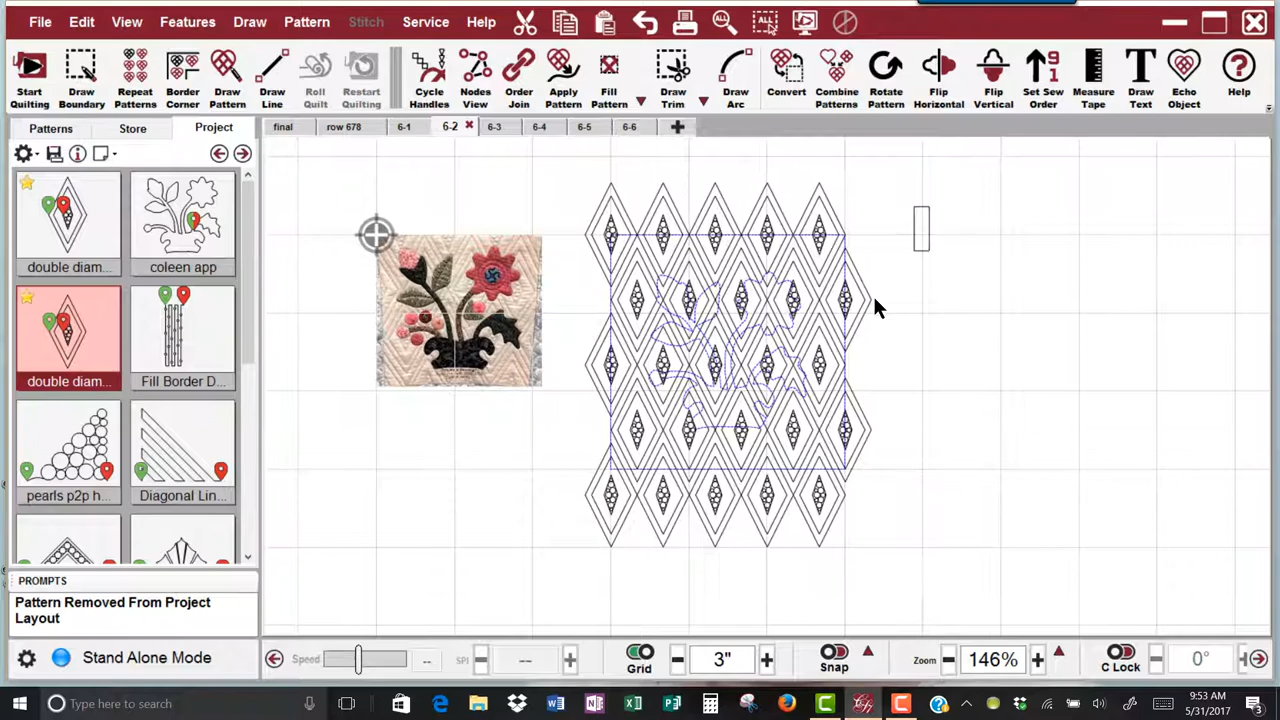 File Edit View Features Draw Pattern Stitch Service Help
Start Quilting
Draw Boundary
Repeat Patterns
Border Corner
Draw Pattern
Draw Line
Roll Quilt
Restart Quilting
Cycle Handles
Nodes View
Order Join
Apply Pattern
Fill Pattern
Draw Trim
Draw Arc
Convert
Combine Patterns
Rotate Pattern
Flip Horizontal
Flip Vertical
Set Sew Order
Measure Tape
Draw Text
Echo Object
Help
ALL
9
1
Patterns Store Project
final row 678 6-1 6-2 6-3 6-4 6-5 6-6
double diam... coleen app
double diam... Fill Border D...
pearls p2p h... Diagonal Lin...
PROMPTS
Pattern Removed From Project
Layout
Stand Alone Mode
Speed -- SPI -- Grid 3" Snap Zoom 146% C Lock 0°
Type here to search
9:53 AM
5/31/2017
3